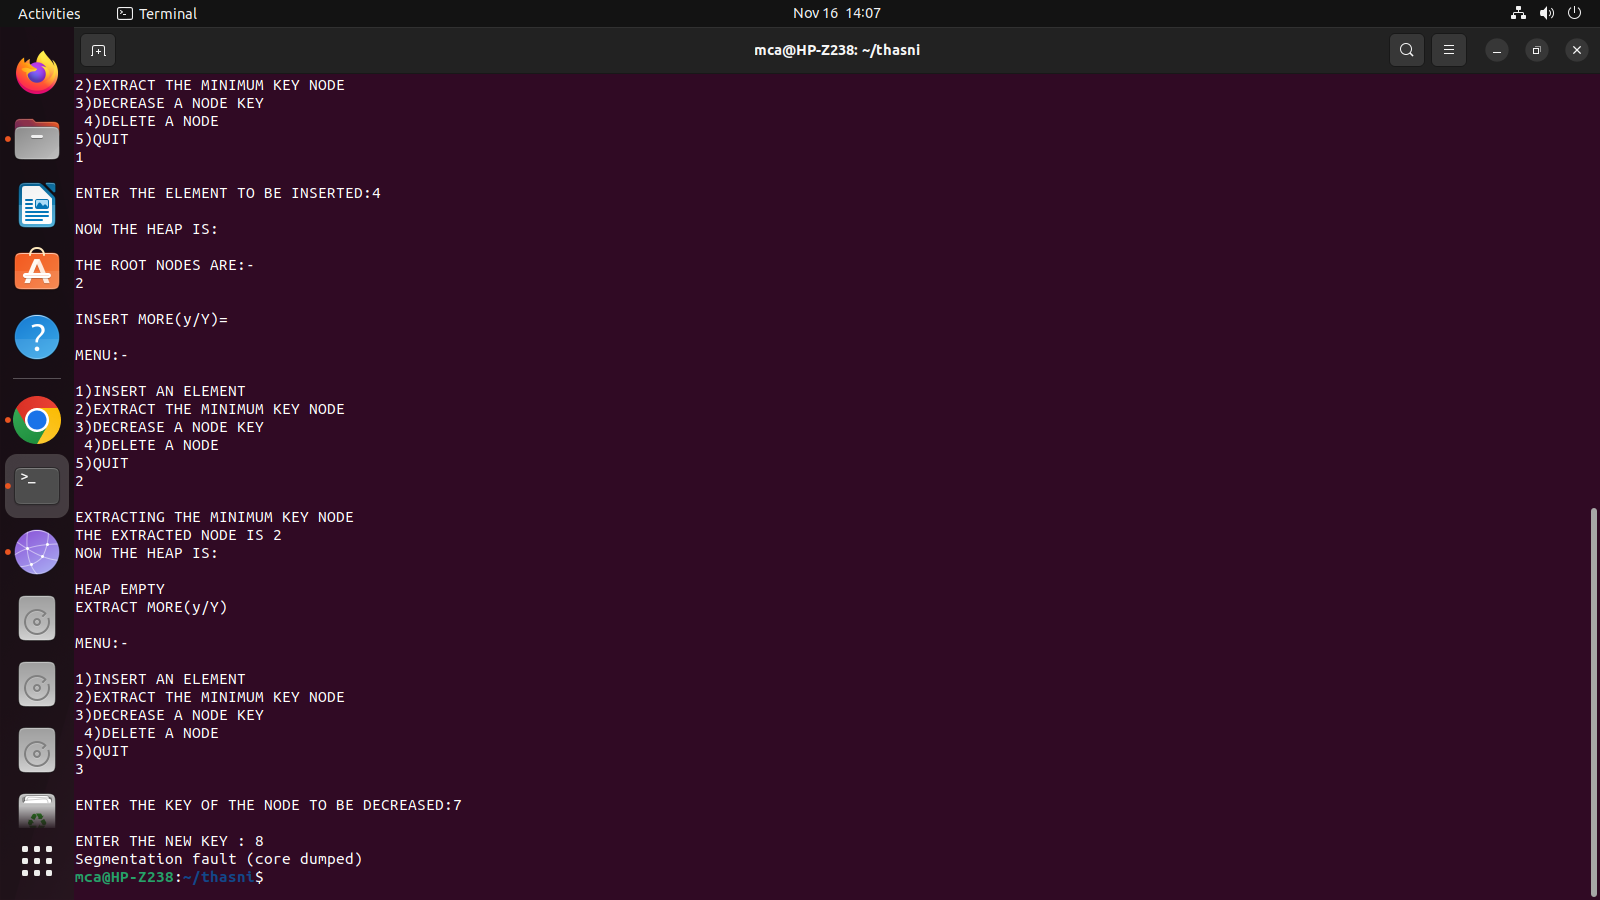 Activities
Terminal
Nov 16 14:07
mca@HP-Z238: ~/thasni
2)EXTRACT THE MINIMUM KEY NODE
3)DECREASE A NODE KEY
 4)DELETE A NODE
5)QUIT
1
ENTER THE ELEMENT TO BE INSERTED:4
NOW THE HEAP IS:
THE ROOT NODES ARE:-
2
INSERT MORE(y/Y)=
MENU:-
1)INSERT AN ELEMENT
2)EXTRACT THE MINIMUM KEY NODE
3)DECREASE A NODE KEY
 4)DELETE A NODE
5)QUIT
2
EXTRACTING THE MINIMUM KEY NODE
THE EXTRACTED NODE IS 2
NOW THE HEAP IS:
HEAP EMPTY
EXTRACT MORE(y/Y)
MENU:-
1)INSERT AN ELEMENT
2)EXTRACT THE MINIMUM KEY NODE
3)DECREASE A NODE KEY
 4)DELETE A NODE
5)QUIT
3
ENTER THE KEY OF THE NODE TO BE DECREASED:7
ENTER THE NEW KEY : 8
Segmentation fault (core dumped)
mca@HP-Z238:~/thasni$